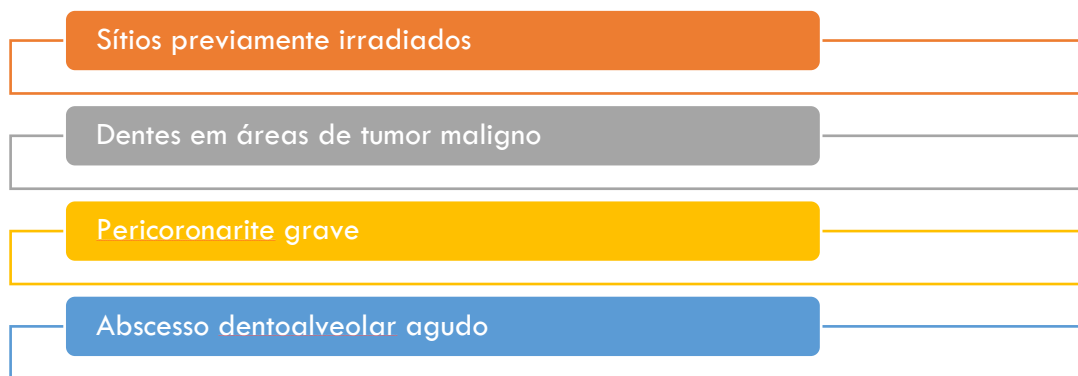 Sítios previamente irradiados
Dentes em áreas de tumor maligno
Pericoronarite grave
Abscesso dentoalveolar agudo